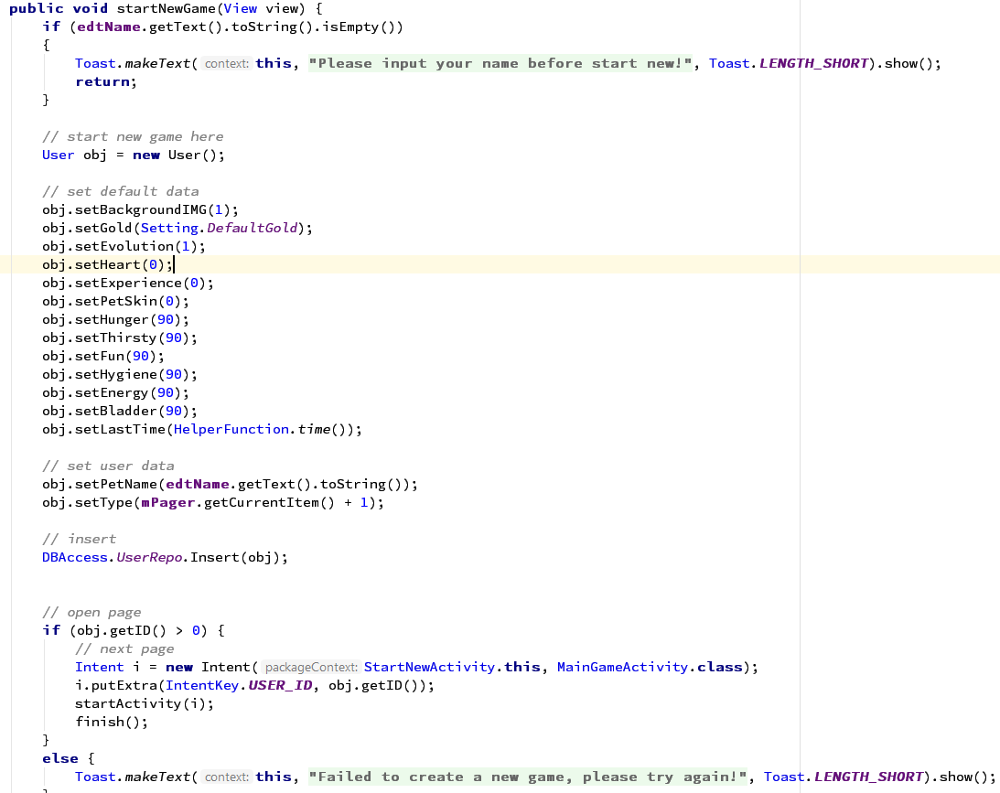 public void startNewGame(View view) {
    if (edtName.getText().toString().isEmpty())
    {
        Toast.makeText( context: this, "Please input your name before start new!", Toast.LENGTH_SHORT).show();
        return;
    }
    // start new game here
    User obj = new User();
    // set default data
    obj.setBackgroundIMG(1);
    obj.setGold(Setting.DefaultGold);
    obj.setEvolution(1);
    obj.setHeart(0);
    obj.setExperience(0);
    obj.setPetSkin(0);
    obj.setHunger(90);
    obj.setThirsty(90);
    obj.setFun(90);
    obj.setHygiene(90);
    obj.setEnergy(90);
    obj.setBladder(90);
    obj.setLastTime(HelperFunction.time());
    // set user data
    obj.setPetName(edtName.getText().toString());
    obj.setType(mPager.getCurrentItem() + 1);
    // insert
    DBAccess.UserRepo.Insert(obj);
    // open page
    if (obj.getID() > 0) {
        // next page
        Intent i = new Intent( packageContext: StartNewActivity.this, MainGameActivity.class);
        i.putExtra(IntentKey.USER_ID, obj.getID());
        startActivity(i);
        finish();
    }
    else {
        Toast.makeText( context: this, "Failed to create a new game, please try again!", Toast.LENGTH_SHORT).show();